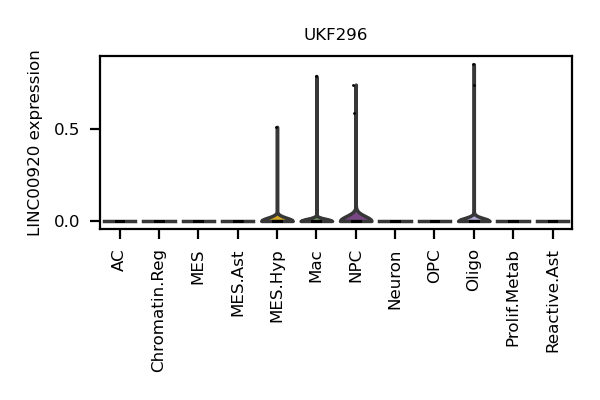 UKF296
LINC00920 expression
0.5
0.0
AC
Chromatin.Reg
MES
MES.Ast
MES.Hyp
Mac
NPC
Neuron
OPC
Oligo
Prolif.Metab
Reactive.Ast